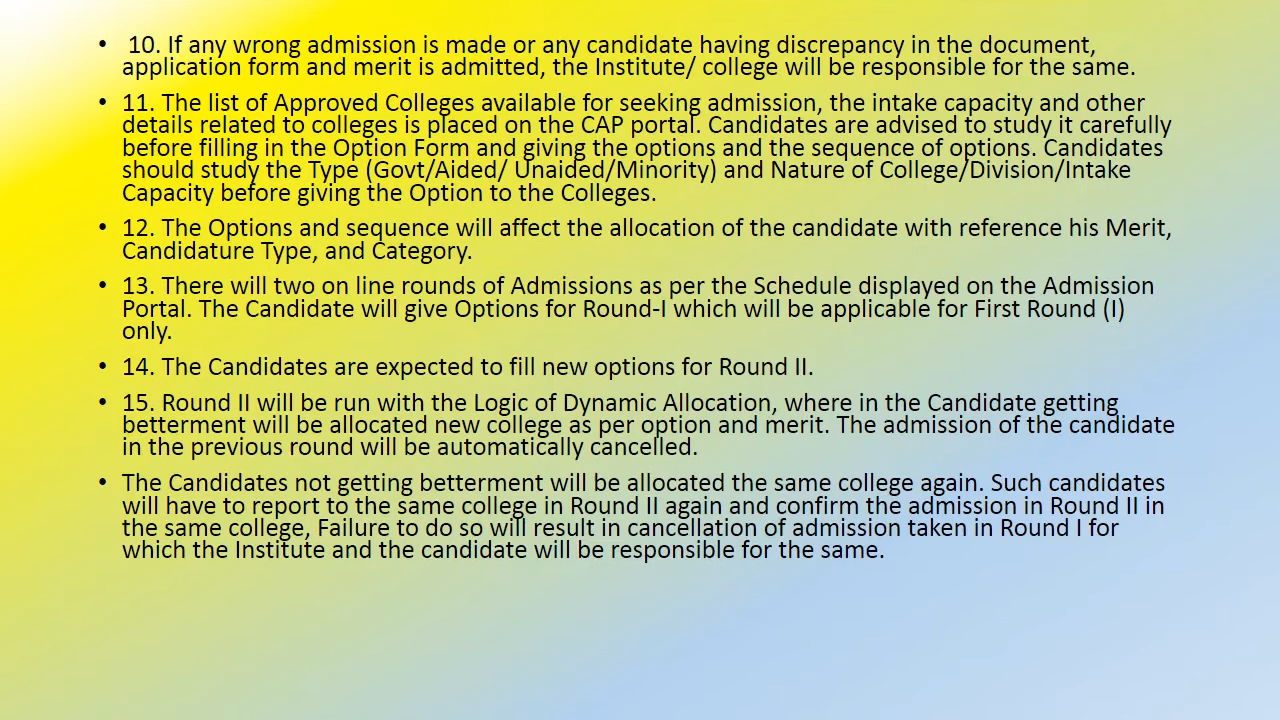 • 10. If any wrong admission is made or any candidate having discrepancy in the document,
application form and merit is admitted, the Institute/ college will be responsible for the same.
• 11. The list of Approved Colleges available for seeking admission, the intake capacity and other
details related to colleges is placed on the CAP portal. Candidates are advised to study it carefully
before filling in the Option Form and giving the options and the sequence of options. Candidates
should study the Type (Govt/Aided/ Unaided/Minority) and Nature of College/Division/Intake
Capacity before giving the Option to the Colleges.
• 12. The Options and sequence will affect the allocation of the candidate with reference his Merit,
Candidature Type, and Category.
• 13. There will two on line rounds of Admissions as per the Schedule displayed on the Admission
Portal. The Candidate will give Options for Round-I which will be applicable for First Round (I)
only.
• 14. The Candidates are expected to fill new options for Round II.
• 15. Round II will be run with the Logic of Dynamic Allocation, where in the Candidate getting
betterment will be allocated new college as per option and merit. The admission of the candidate
in the previous round will be automatically cancelled.
• The Candidates not getting betterment will be allocated the same college again. Such candidates
will have to report to the same college in Round II again and confirm the admission in Round II in
the same college, Failure to do so will result in cancellation of admission taken in Round I for
which the Institute and the candidate will be responsible for the same.